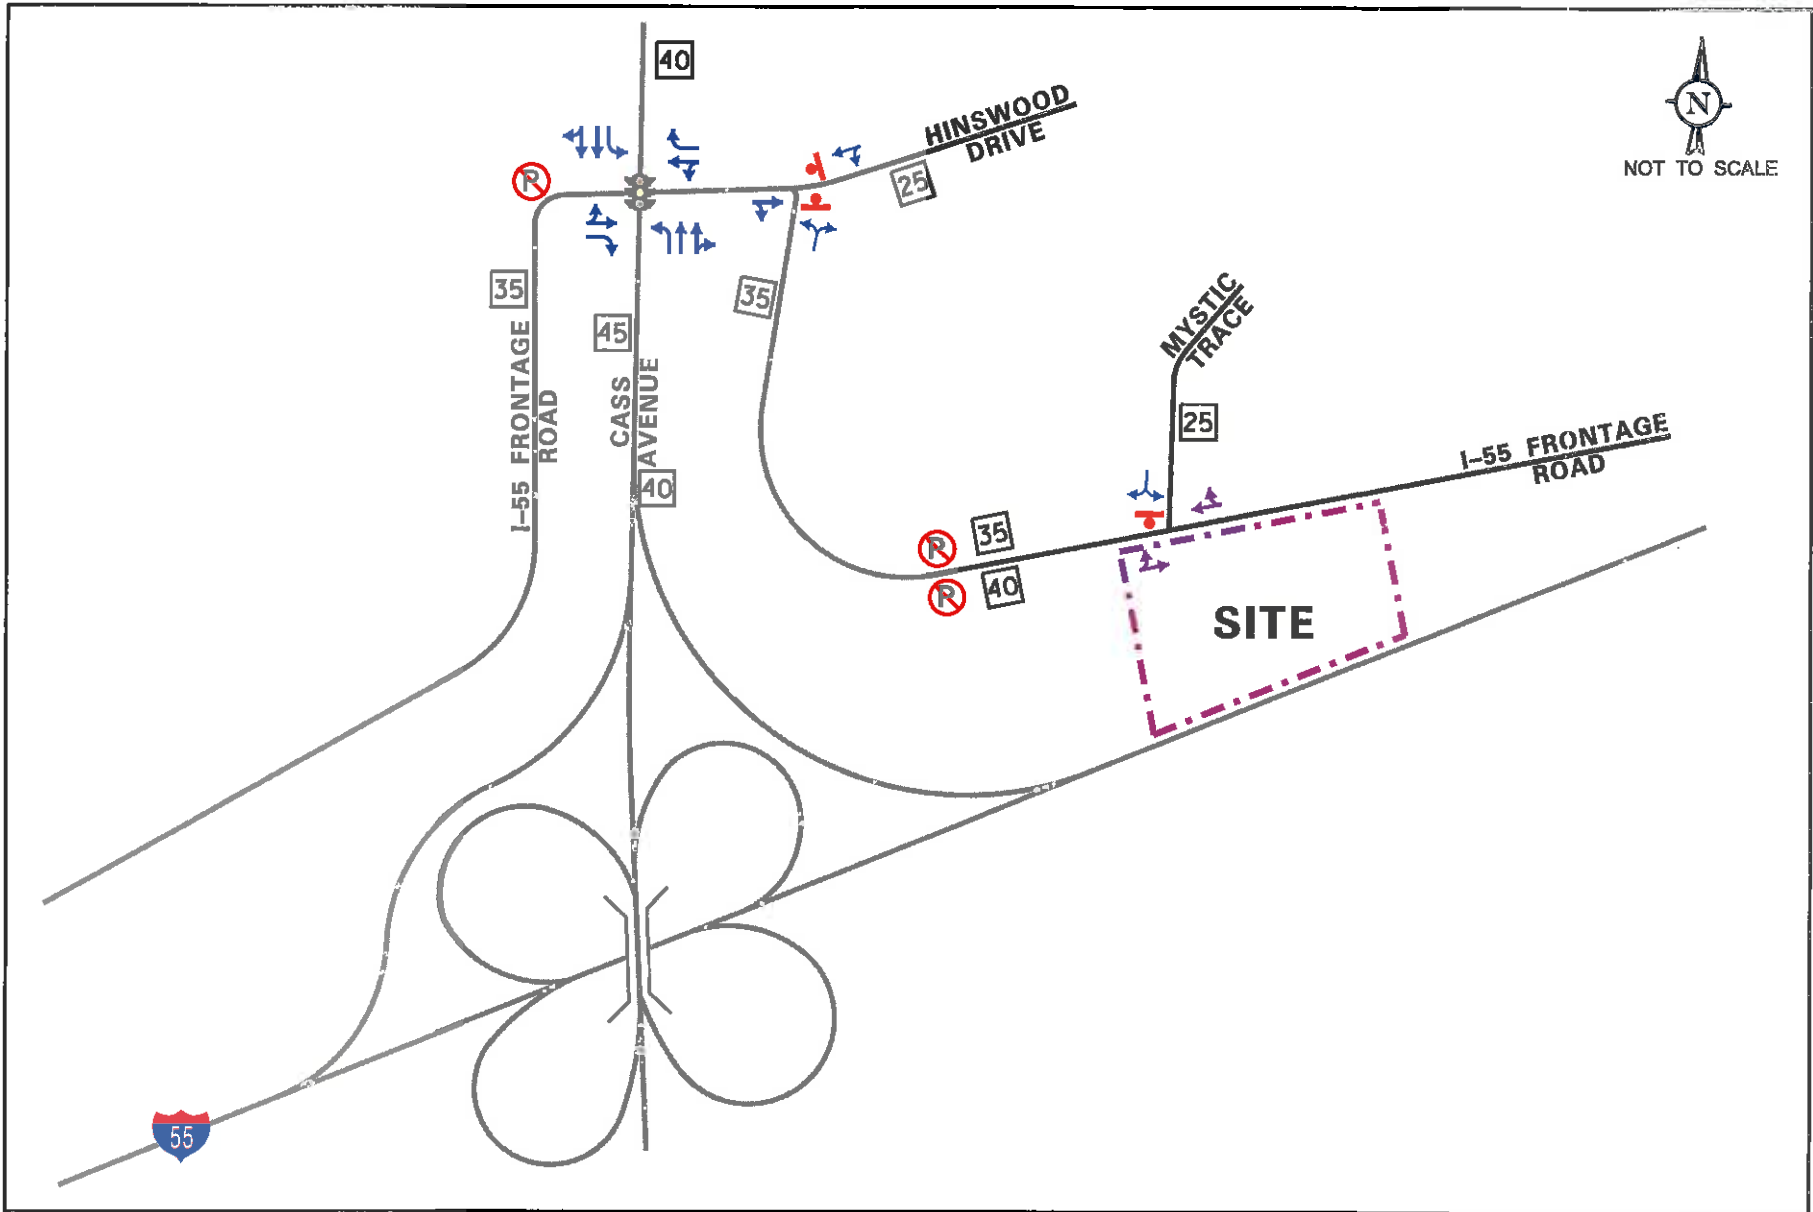 40
N
NOT TO SCALE
HINSWOOD
DRIVE
P
25
35
35
45
MYSTIC
TRACE
I-55 FRONTAGE
ROAD
CASS
AVENUE
25
I-55 FRONTAGE
ROAD
40
P
35
P
40
SITE
55